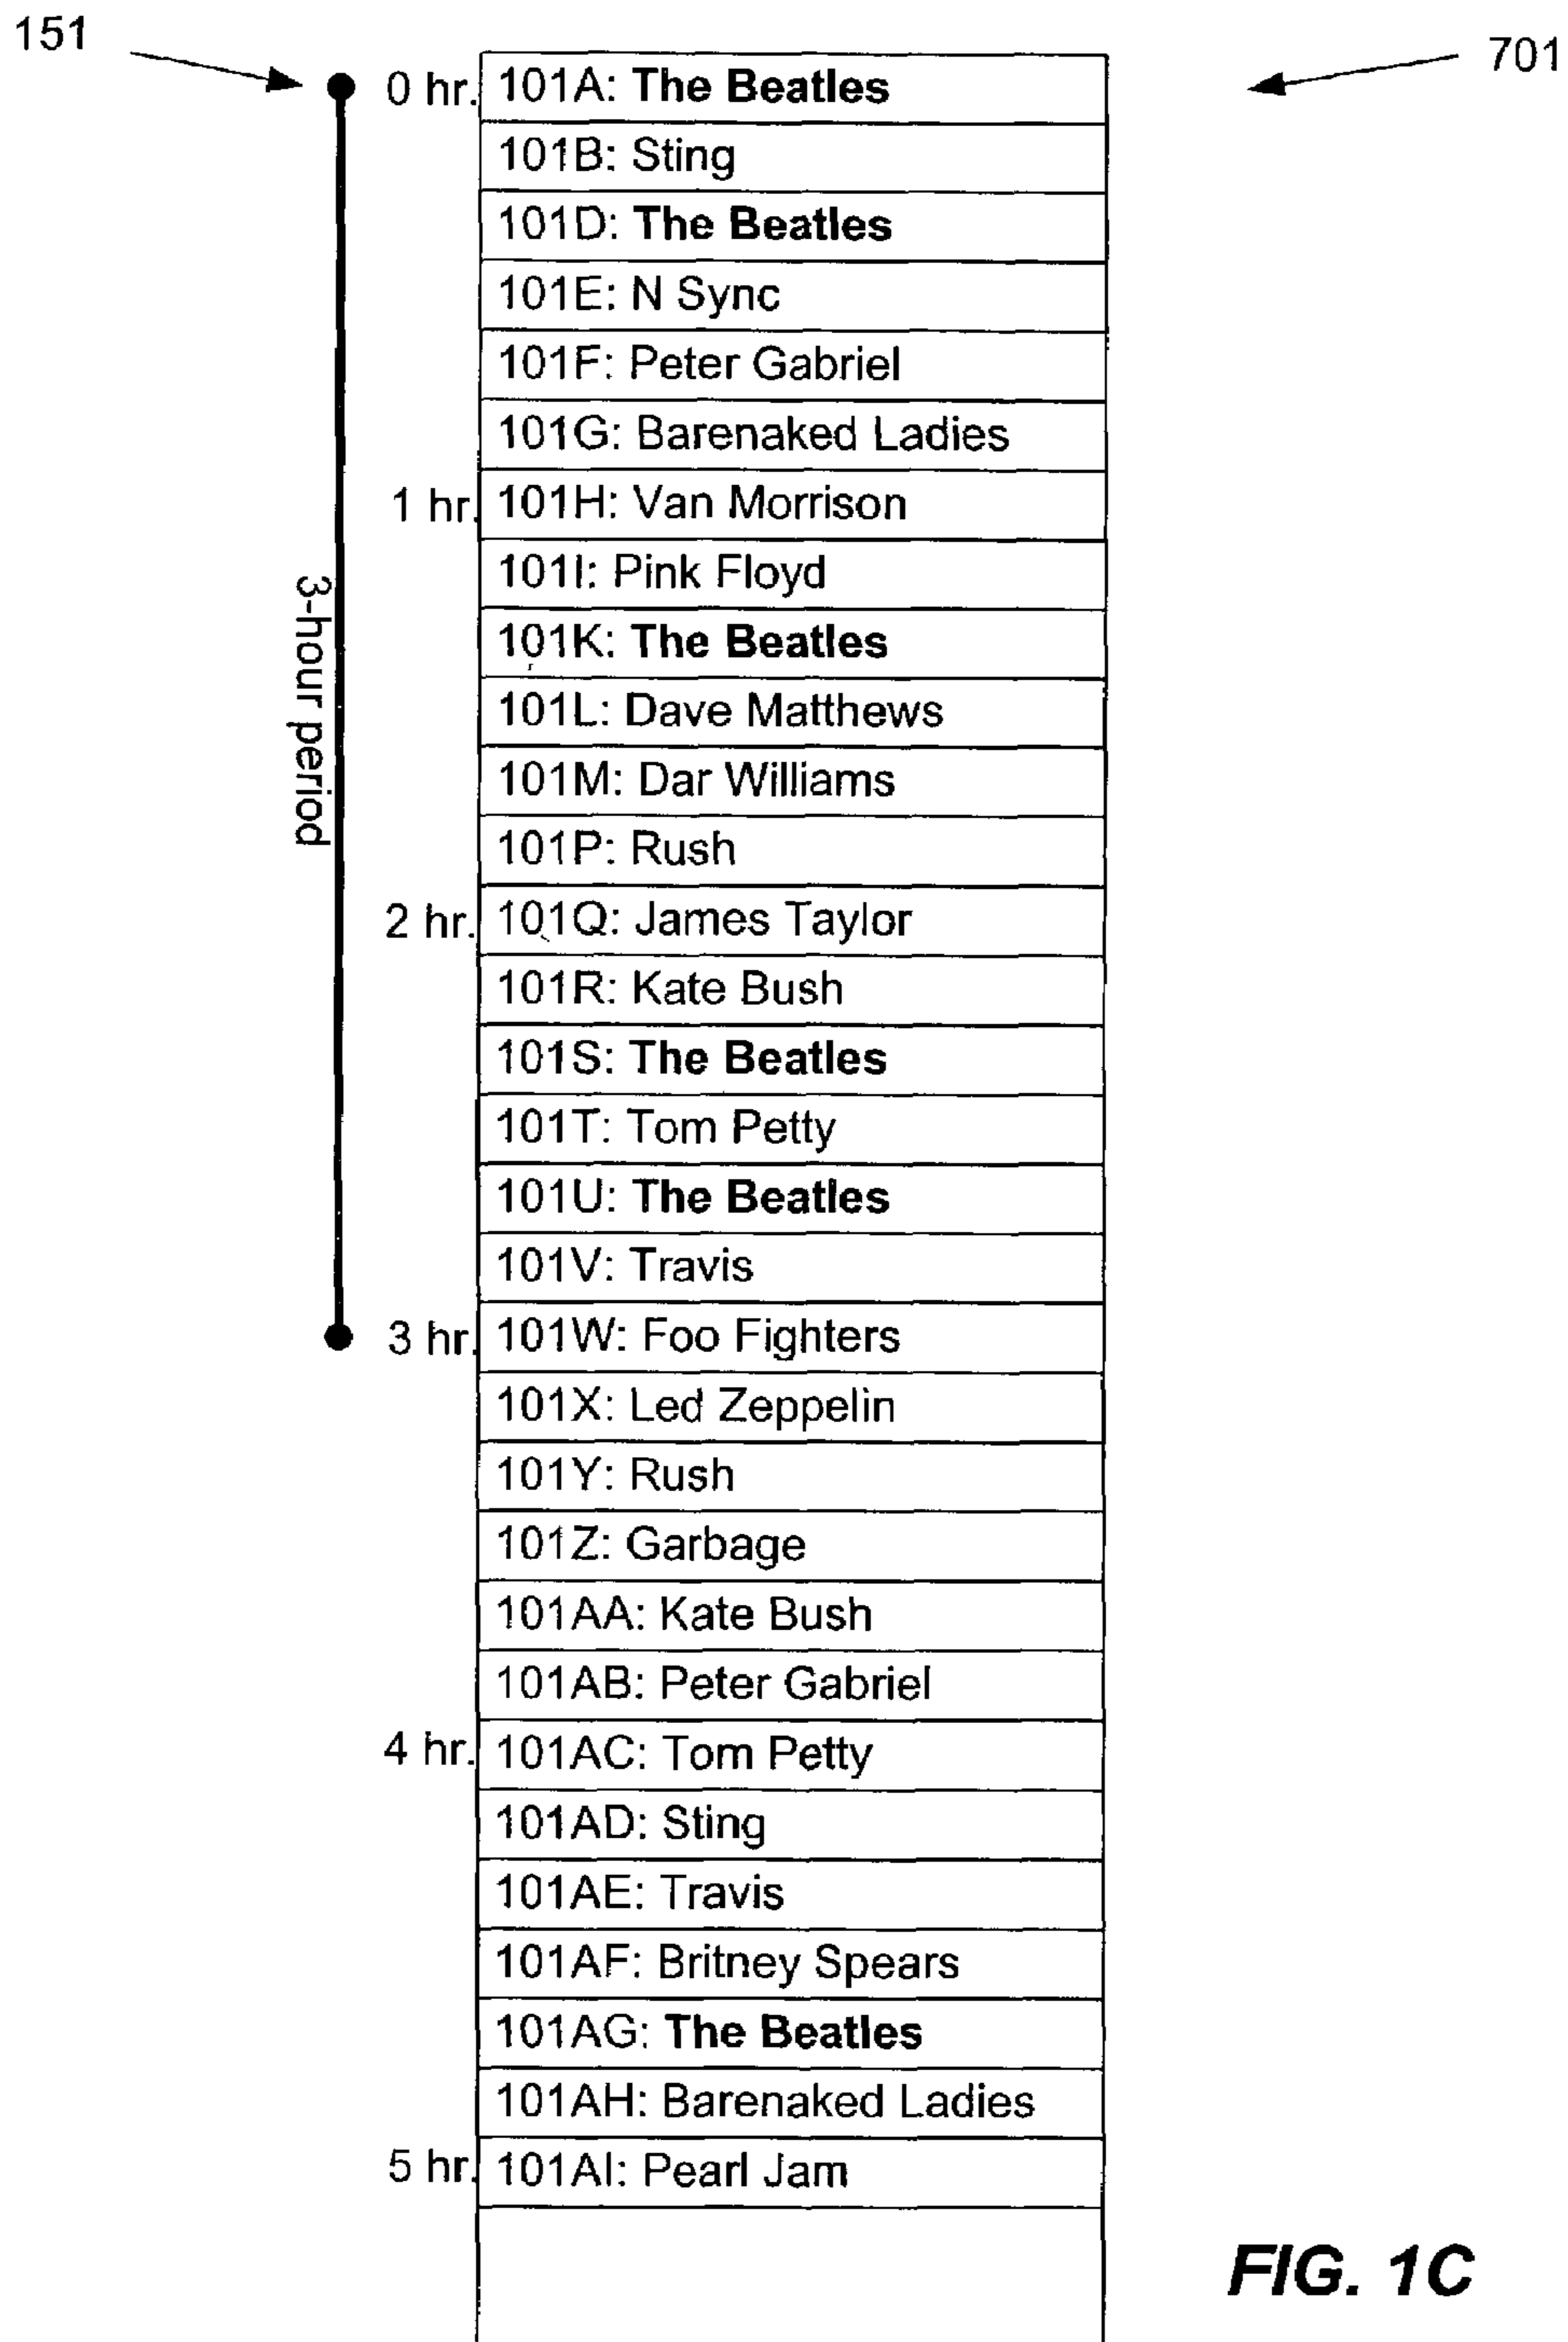 151
701
0 hr. 101A: The Beatles
101B: Sting
101D: The Beatles
101E: N Sync
101F: Peter Gabriel
101G: Barenaked Ladies
1 hr. 101H: Van Morrison
101I: Pink Floyd
3-hour period
101K: The Beatles
101L: Dave Matthews
101M: Dar Williams
101P: Rush
2 hr. 101Q: James Taylor
101R: Kate Bush
101S: The Beatles
101T: Tom Petty
101U: The Beatles
101V: Travis
3 hr. 101W: Foo Fighters
101X: Led Zeppelin
101Y: Rush
101Z: Garbage
101AA: Kate Bush
101AB: Peter Gabriel
4 hr. 101AC: Tom Petty
101AD: Sting
101AE: Travis
101AF: Britney Spears
101AG: The Beatles
101AH: Barenaked Ladies
5 hr. 101AI: Pearl Jam
FIG. 1C